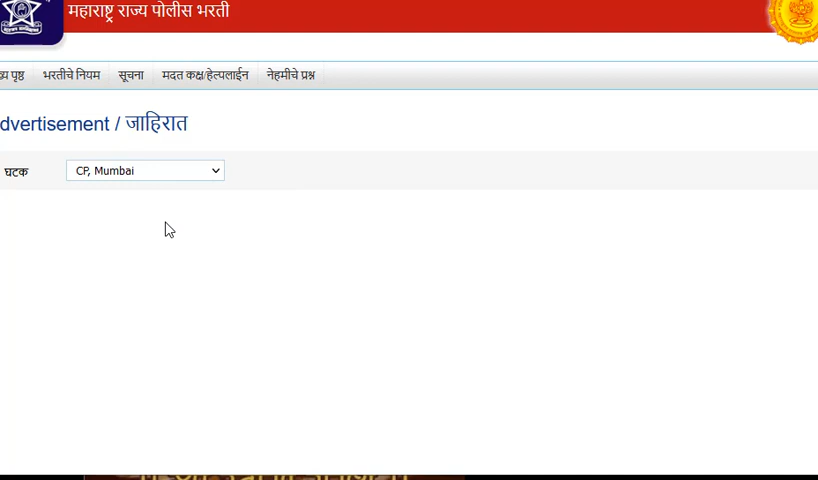 महाराष्ट्र राज्य पोलीस भरती
ख्य पृष्ठ भरतीचे नियम सूचना मदत कक्ष/हेल्पलाईन नेहमीचे प्रश्न
dvertisement / जाहिरात
घटक CP, Mumbai